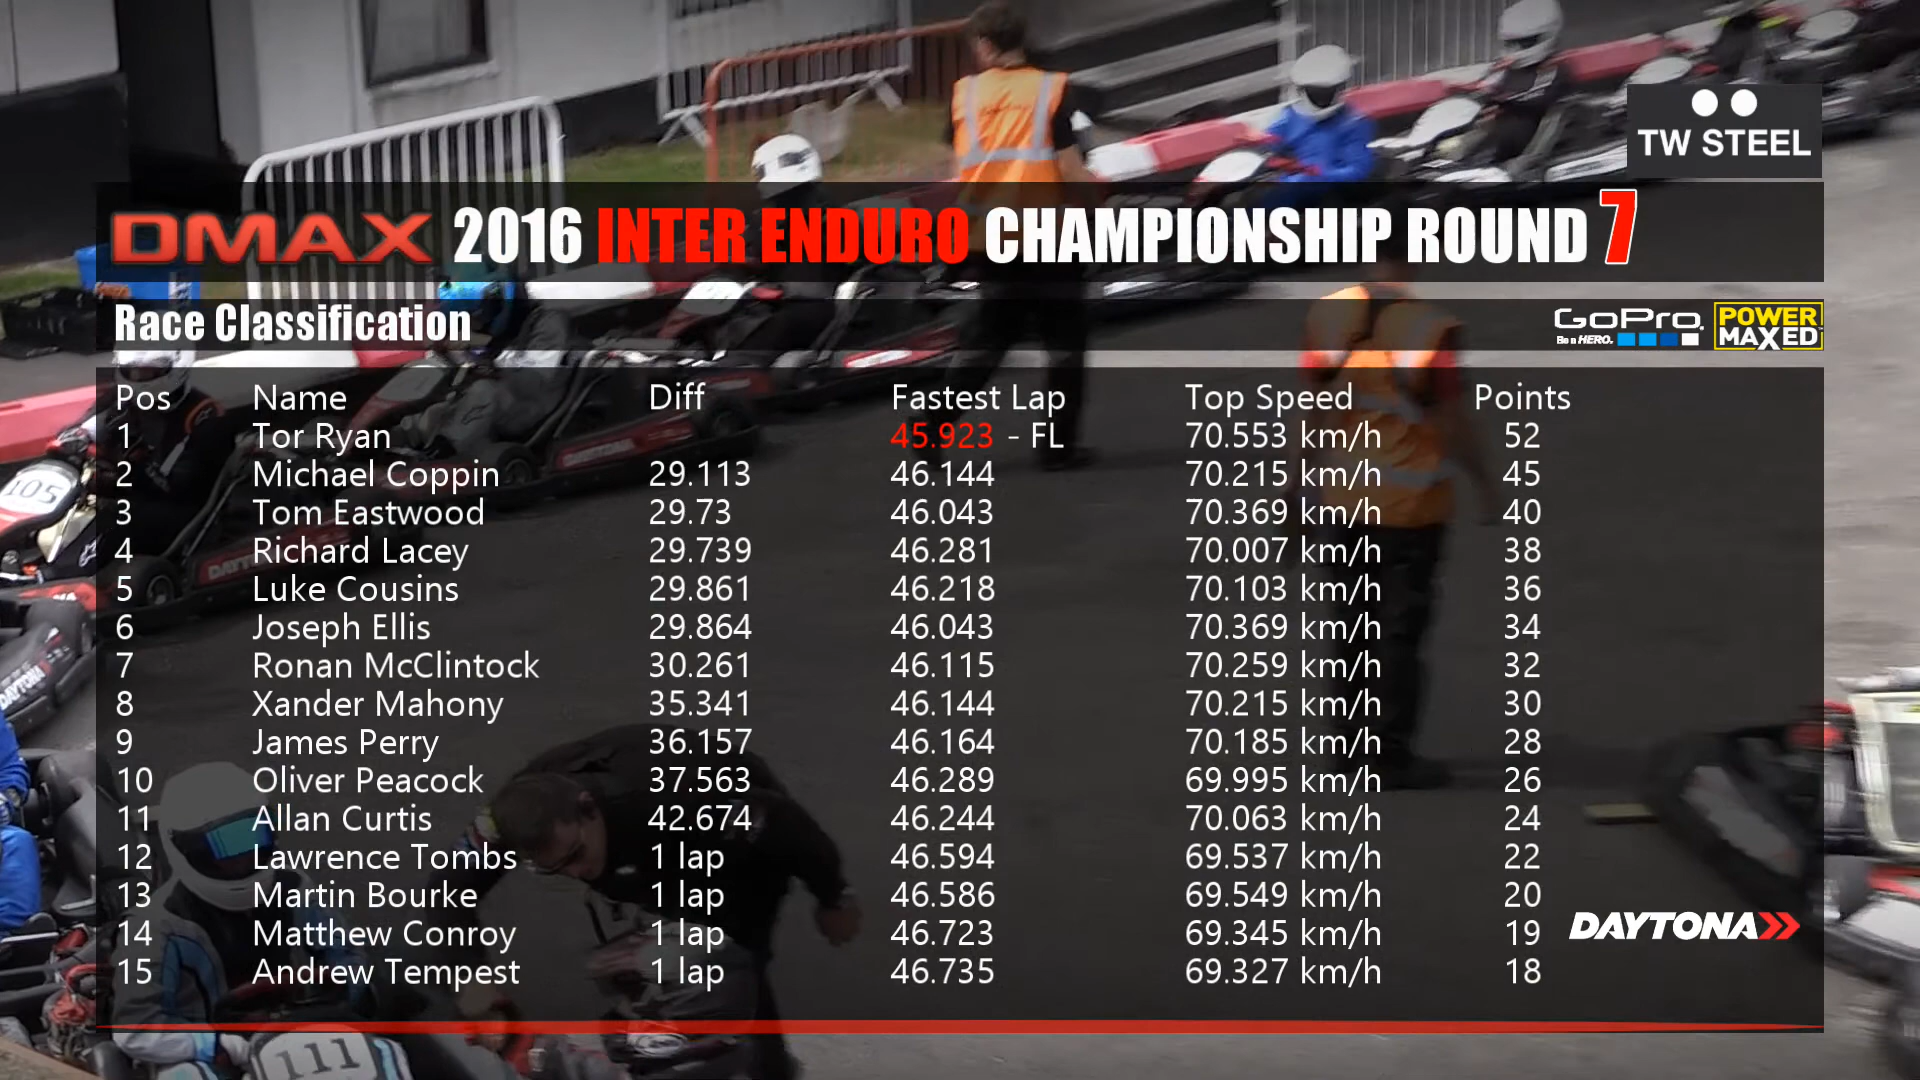 TW STEEL
DMAX 2016 INTER ENDURO CHAMPIONSHIP ROUND 7
Race Classification
GoPro
Be a HERO.
POWER
MAXED
Pos Name Diff Fastest Lap Top Speed Points
1 Tor Ryan 45.923 - FL 70.553 km/h 52
2 Michael Coppin 29.113 46.144 70.215 km/h 45
3 Tom Eastwood 29.73 46.043 70.369 km/h 40
4 Richard Lacey 29.739 46.281 70.007 km/h 38
5 Luke Cousins 29.861 46.218 70.103 km/h 36
6 Joseph Ellis 29.864 46.043 70.369 km/h 34
7 Ronan McClintock 30.261 46.115 70.259 km/h 32
8 Xander Mahony 35.341 46.144 70.215 km/h 30
9 James Perry 36.157 46.164 70.185 km/h 28
10 Oliver Peacock 37.563 46.289 69.995 km/h 26
11 Allan Curtis 42.674 46.244 70.063 km/h 24
12 Lawrence Tombs 1 lap 46.594 69.537 km/h 22
13 Martin Bourke 1 lap 46.586 69.549 km/h 20
14 Matthew Conroy 1 lap 46.723 69.345 km/h 19
15 Andrew Tempest 1 lap 46.735 69.327 km/h 18
DAYTONA
105
DAYTONA
111